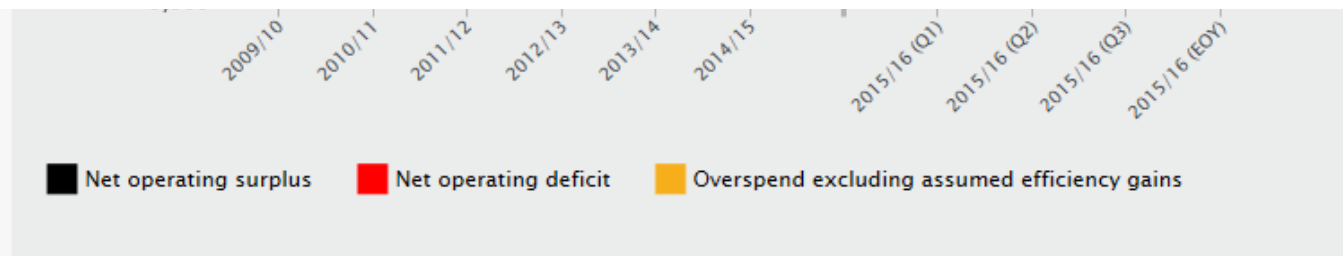 2009/10 2010/11 2011/12 2012/13 2013/14 2014/15 2015/16 (Q1) 2015/16 (Q2) 2015/16 (Q3) 2015/16 (EOY)
Net operating surplus Net operating deficit Overspend excluding assumed efficiency gains